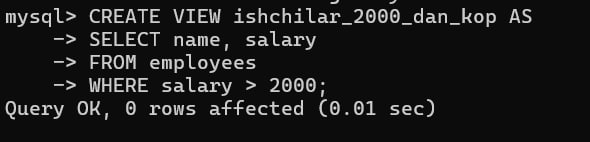 mysql> CREATE VIEW ishchilar_2000_dan_kop AS
    -> SELECT name, salary
    -> FROM employees
    -> WHERE salary > 2000;
Query OK, 0 rows affected (0.01 sec)